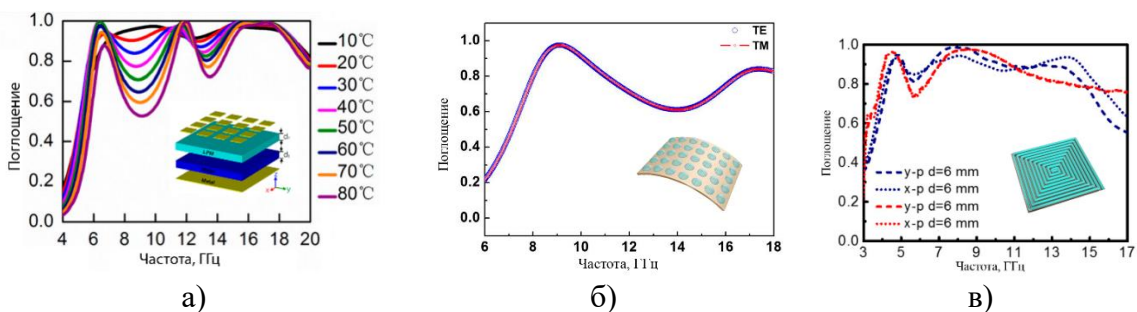 1.0
0.8
0.6
0.4
0.2
0.0
Поглощение
10℃
20℃
30℃
40℃
50℃
60℃
70℃
80℃
LPM
Metal
x
y
4 6 8 10 12 14 16 18 20
Частота, ГГц
а)
1.0
0.8
0.6
0.4
0.2
0.0
Поглощение
TE
TM
6 8 10 12 14 16 18
Частота, ГГц
б)
1.0
0.8
0.6
0.4
0.2
0.0
Поглощение
y-p d=6 mm
x-p d=6 mm
y-p d=6 mm
x-p d=6 mm
3 5 7 9 11 13 15 17
Частота, ГГц
в)